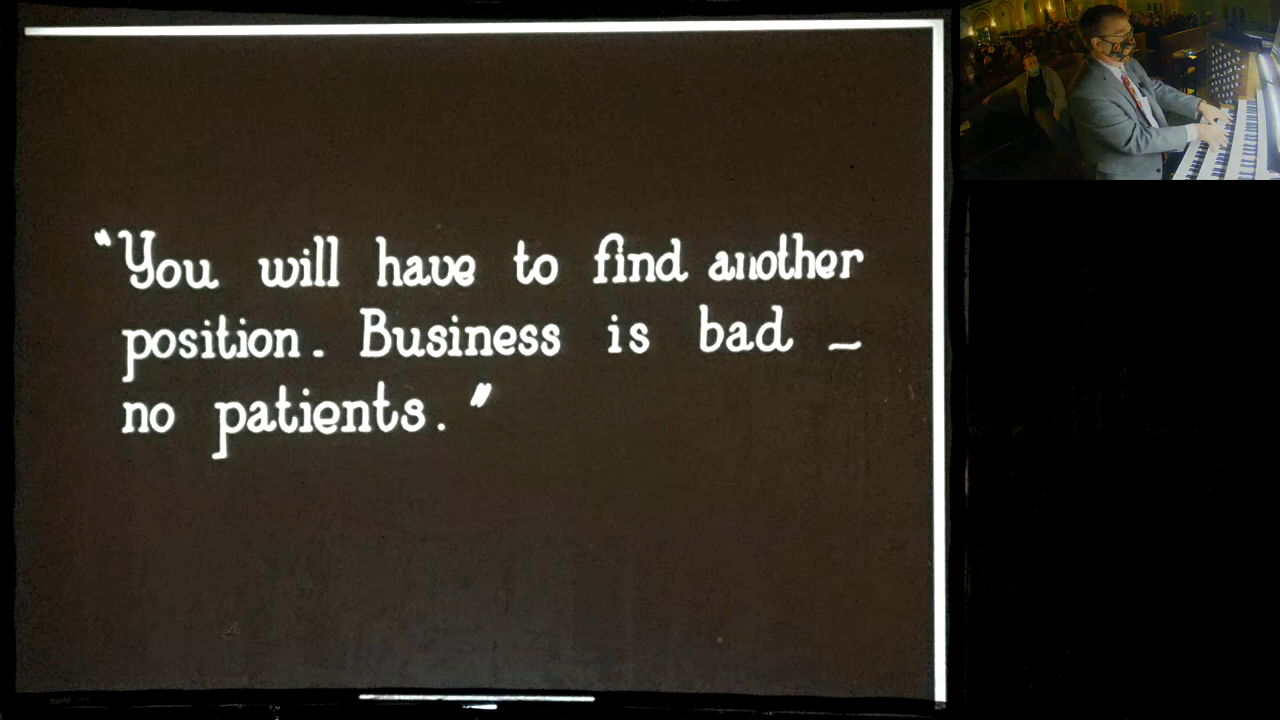 “You will have to find another
position. Business is bad —
no patients.”